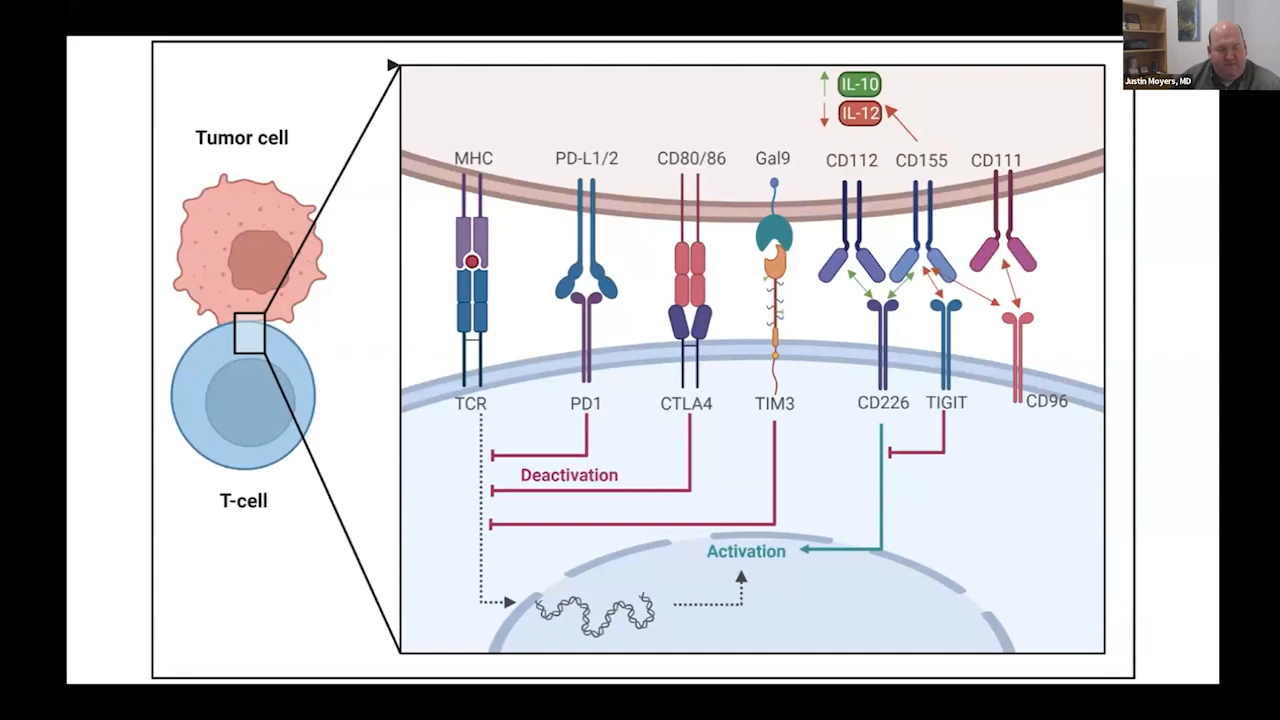 Justin Moyers, MD
IL-10
IL-12
Tumor cell
MHC
PD-L1/2
CD80/86
Gal9
CD112
CD155
CD111
TCR
PD1
CTLA4
TIM3
CD226
TIGIT
CD96
Deactivation
T-cell
Activation